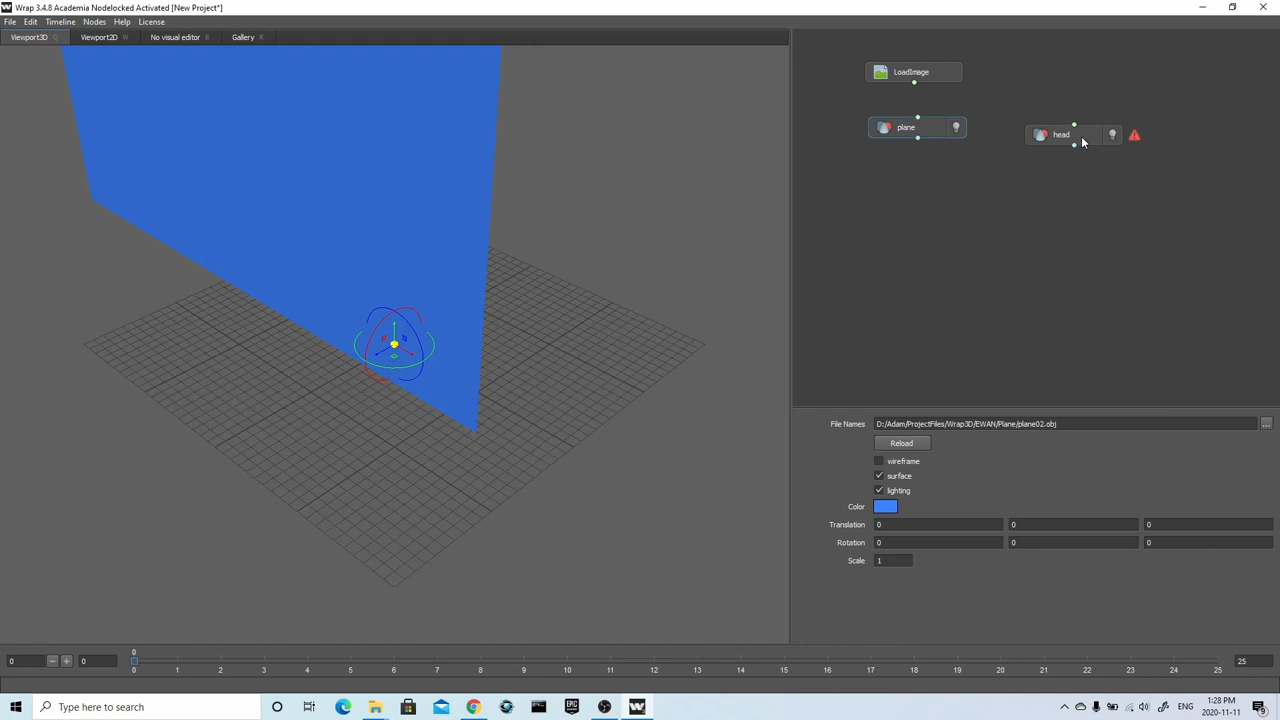 Wrap 3.4.8 Academia Nodelocked Activated [New Project*]
File Edit Timeline Nodes Help License
Viewport3D Q Viewport2D W No visual editor E Gallery R
LoadImage
plane
head
File Names D:/Adam/ProjectFiles/Wrap3D/EWAN/Plane/plane02.obj ...
Reload
wireframe
surface
lighting
Color
Translation 0 0 0
Rotation 0 0 0
Scale 1
0
0 0 25
0 1 2 3 4 5 6 7 8 9 10 11 12 13 14 15 16 17 18 19 20 21 22 23 24 25
Type here to search
EPIC
ENG
1:28 PM
2020-11-11